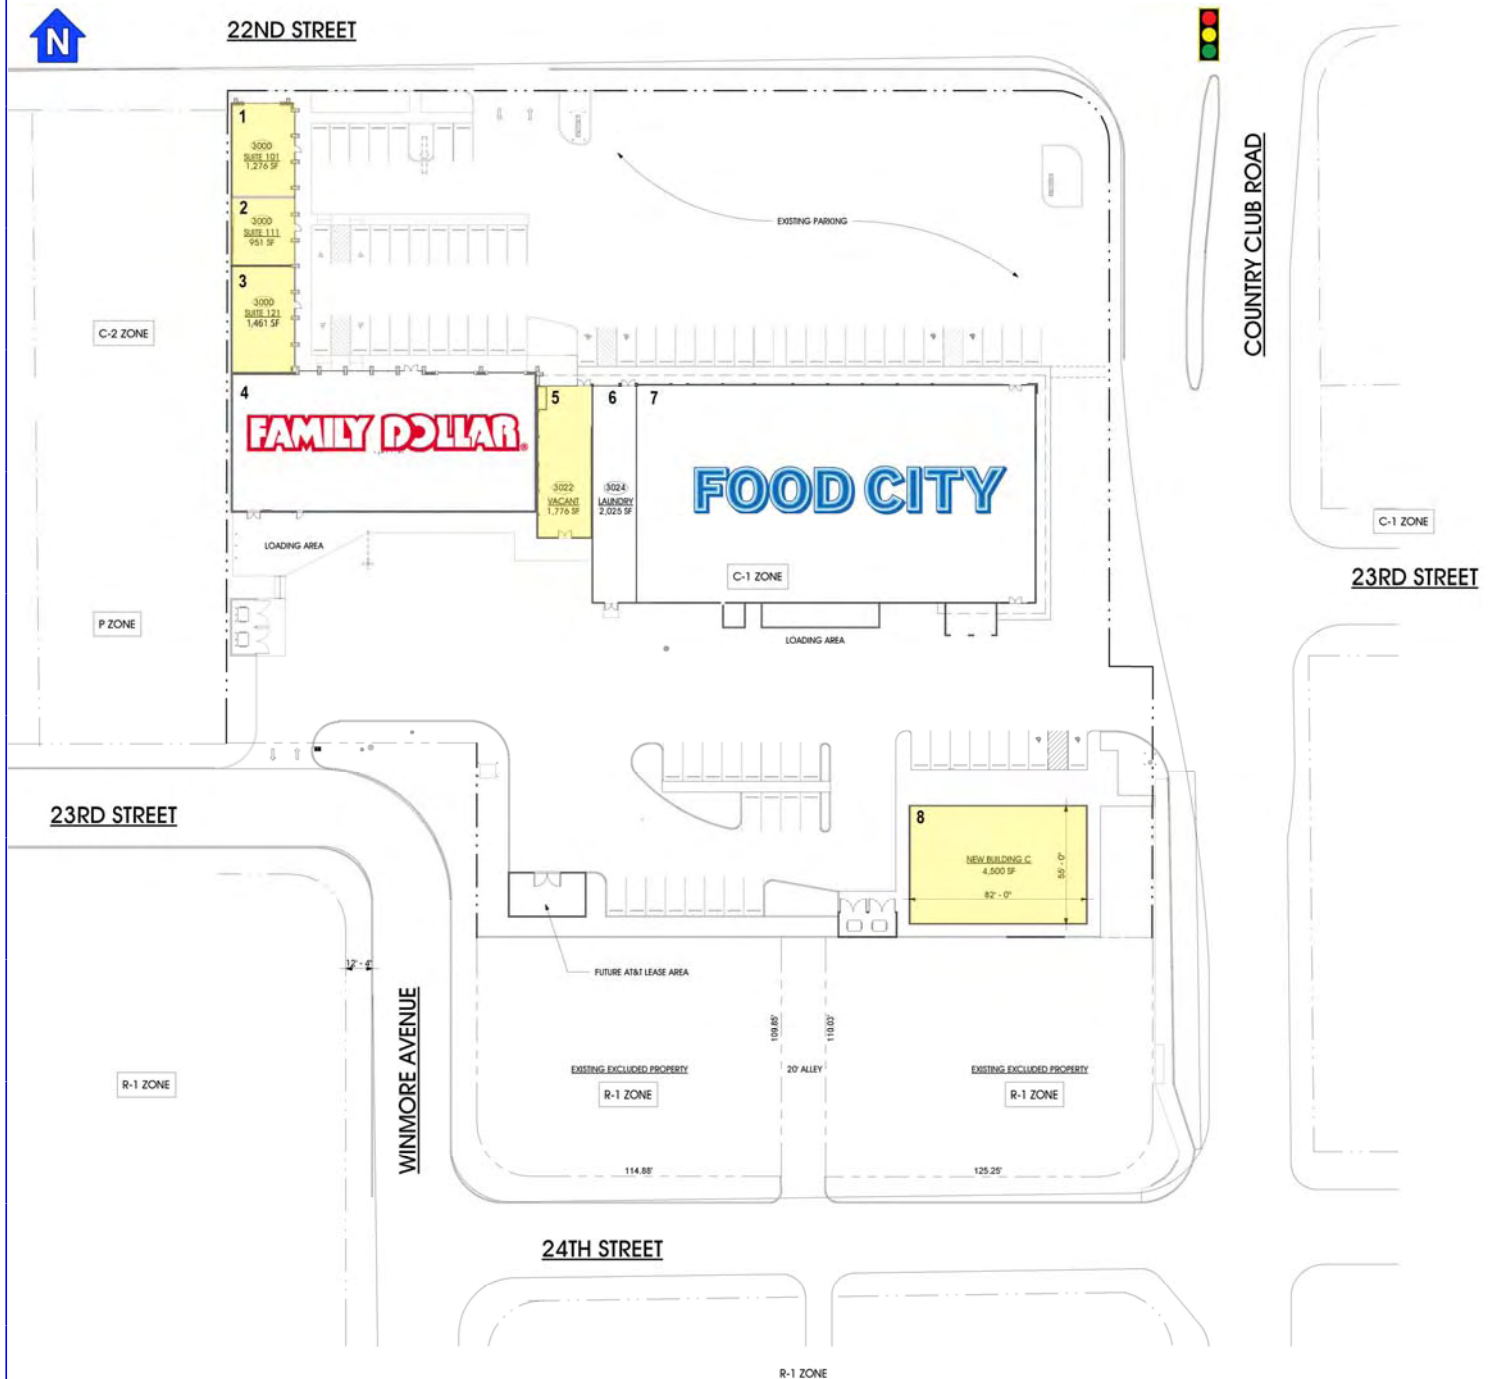 N
22ND STREET
COUNTRY CLUB ROAD
1
3000
SUITE 101
1,276 SF
2
3000
SUITE 111
951 SF
3
3000
SUITE 121
1,461 SF
EXISTING PARKING
C-2 ZONE
4
FAMILY DOLLAR
5
3022
VACANT
1,776 SF
6
3024
LAUNDRY
2,025 SF
7
FOOD CITY
C-1 ZONE
C-1 ZONE
23RD STREET
LOADING AREA
LOADING AREA
P ZONE
23RD STREET
8
NEW BUILDING C
4,500 SF
82' - 0"
55' - 0"
FUTURE AT&T LEASE AREA
12' - 4"
WINMORE AVENUE
109.85'
110.03'
20' ALLEY
EXISTING EXCLUDED PROPERTY
R-1 ZONE
EXISTING EXCLUDED PROPERTY
R-1 ZONE
R-1 ZONE
114.88'
125.25'
24TH STREET
R-1 ZONE